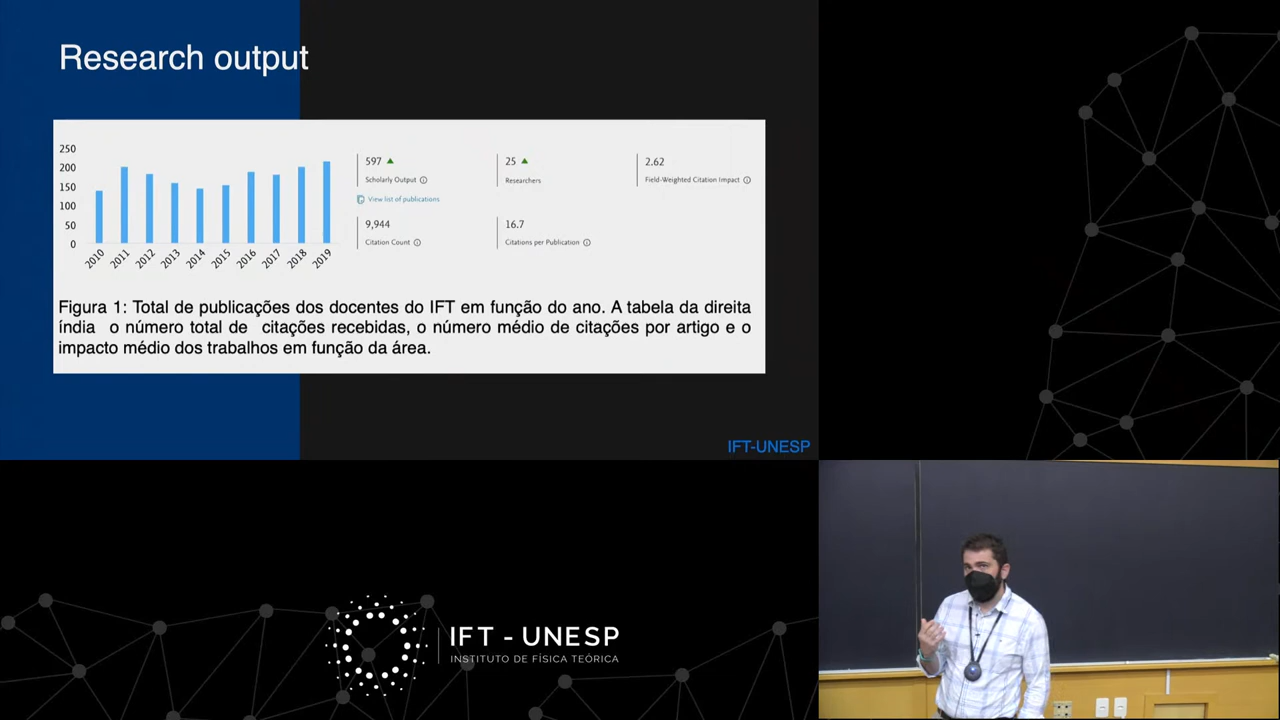 Research output
250
200
150
100
50
0
2010
2011
2012
2013
2014
2015
2016
2017
2018
2019
597
Scholarly Output
View list of publications
25
Researchers
2.62
Field-Weighted Citation Impact
9,944
Citation Count
16.7
Citations per Publication
Figura 1: Total de publicações dos docentes do IFT em função do ano. A tabela da direita
índia o número total de citações recebidas, o número médio de citações por artigo e o
impacto médio dos trabalhos em função da área.
IFT-UNESP
IFT - UNESP
INSTITUTO DE FÍSICA TEÓRICA